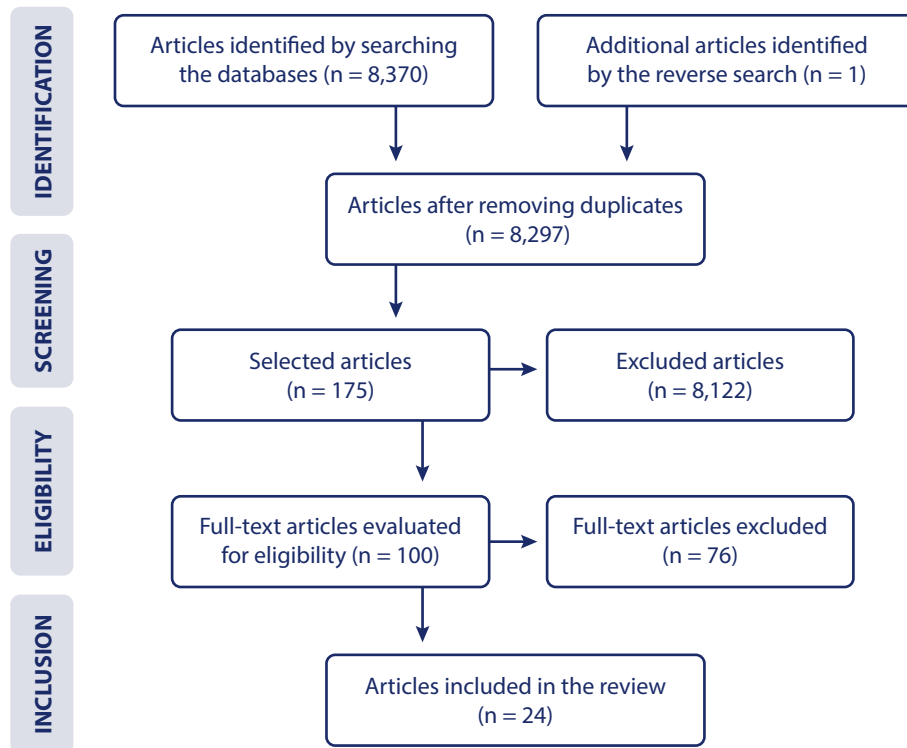 IDENTIFICATION
Articles identified by searching
the databases (n = 8,370)
Additional articles identified
by the reverse search (n = 1)
Articles after removing duplicates
(n = 8,297)
SCREENING
Selected articles
(n = 175)
Excluded articles
(n = 8,122)
ELIGIBILITY
Full-text articles evaluated
for eligibility (n = 100)
Full-text articles excluded
(n = 76)
INCLUSION
Articles included in the review
(n = 24)